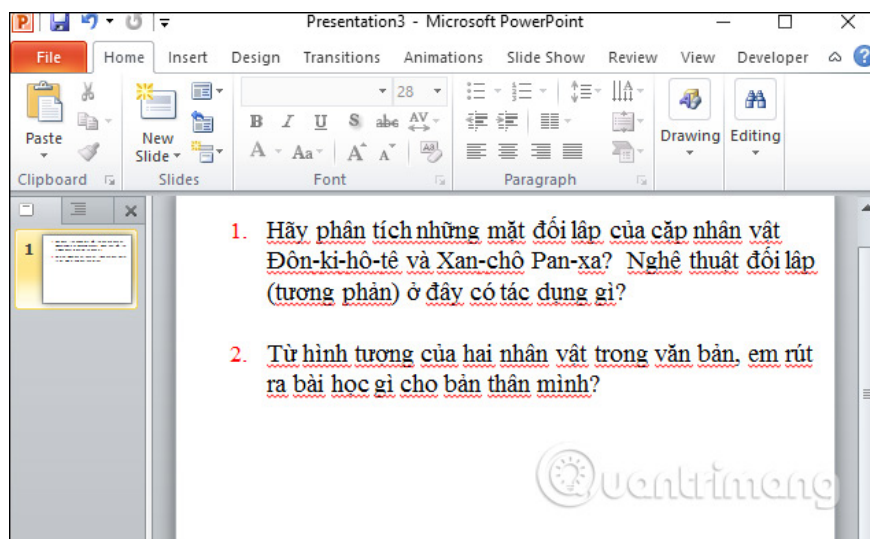 Presentation3 - Microsoft PowerPoint
File Home Insert Design Transitions Animations Slide Show Review View Developer
28
Paste
New Slide
B I U S abc AV
A Aa A A
Drawing Editing
Clipboard Slides Font Paragraph
1
1. Hãy phân tích những mặt đối lập của cặp nhân vật
Đôn-ki-hô-tê và Xan-chô Pan-xa? Nghệ thuật đối lập
(tương phản) ở đây có tác dụng gì?
2. Từ hình tượng của hai nhân vật trong văn bản, em rút
ra bài học gì cho bản thân mình?
Quantrimang